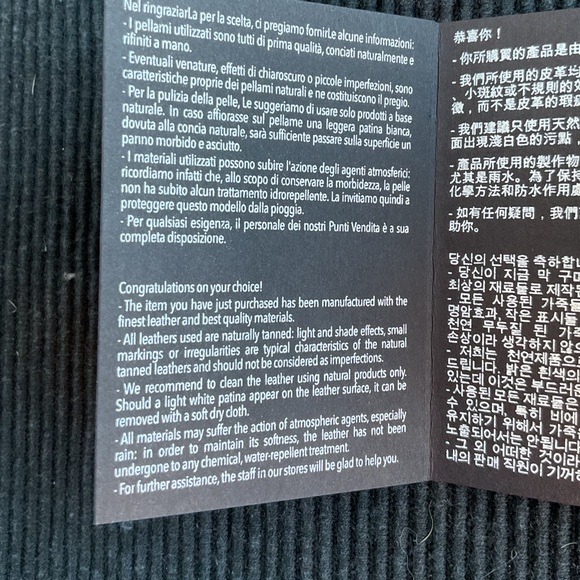 Nel ringraziarLa per la scelta, ci pregiamo fornirLe alcune informazioni:
- I pellami utilizzati sono tutti di prima qualità, conciati naturalmente e
rifiniti a mano.
- Eventuali venature, effetti di chiaroscuro o piccole imperfezioni, sono
caratteristiche proprie dei pellami naturali e ne costituiscono il pregio.
- Per la pulizia della pelle, Le suggeriamo di usare solo prodotti a base
naturale. In caso affiorasse sul pellame una leggera patina bianca,
dovuta alla concia naturale, sarà sufficiente passare sulla superficie un
panno morbido e asciutto.
- I materiali utilizzati possono subire l'azione degli agenti atmosferici:
ricordiamo infatti che, allo scopo di conservare la morbidezza, la pelle
non ha subito alcun trattamento idrorepellente. La invitiamo quindi a
proteggere questo modello dalla pioggia.
- Per qualsiasi esigenza, il personale dei nostri Punti Vendita è a sua
completa disposizione.
Congratulations on your choice!
- The item you have just purchased has been manufactured with the
finest leather and best quality materials.
- All leathers used are naturally tanned: light and shade effects, small
markings or irregularities are typical characteristics of the natural
tanned leathers and should not be considered as imperfections.
- We recommend to clean the leather using natural products only.
Should a light white patina appear on the leather surface, it can be
removed with a soft dry cloth.
- All materials may suffer the action of atmospheric agents, especially
rain: in order to maintain its softness, the leather has not been
undergone to any chemical, water-repellent treatment.
- For further assistance, the staff in our stores will be glad to help you.
恭喜你！
- 你所購買的產品是由
- 我們所使用的皮革均
小斑紋或不規則的效
徵，而不是皮革的瑕疵
- 我們建議只使用天然
面出現淺白色的污點，
- 產品所使用的製作物
尤其是雨水。為了保持
化學方法和防水作用處
- 如有任何疑問，我們
助你。
당신의 선택을 축하합니
- 당신이 지금 막 구매
최상의 재료들로 제작된
- 모든 사용된 가죽들
명암효과, 작은 표시들
천연 무두질 된 가죽
손상이라 생각하지 않으
- 저희는 천연제품으로
드립니다. 밝은 흰색의
있는데 이것은 부드러운
- 사용된 모든 재료들은
수 있으며, 특히 비에
유지하기 위해서 가죽
노출되어서는 안됩니다
- 그 외 어떠한 것이라
내의 판매 직원이 기꺼이